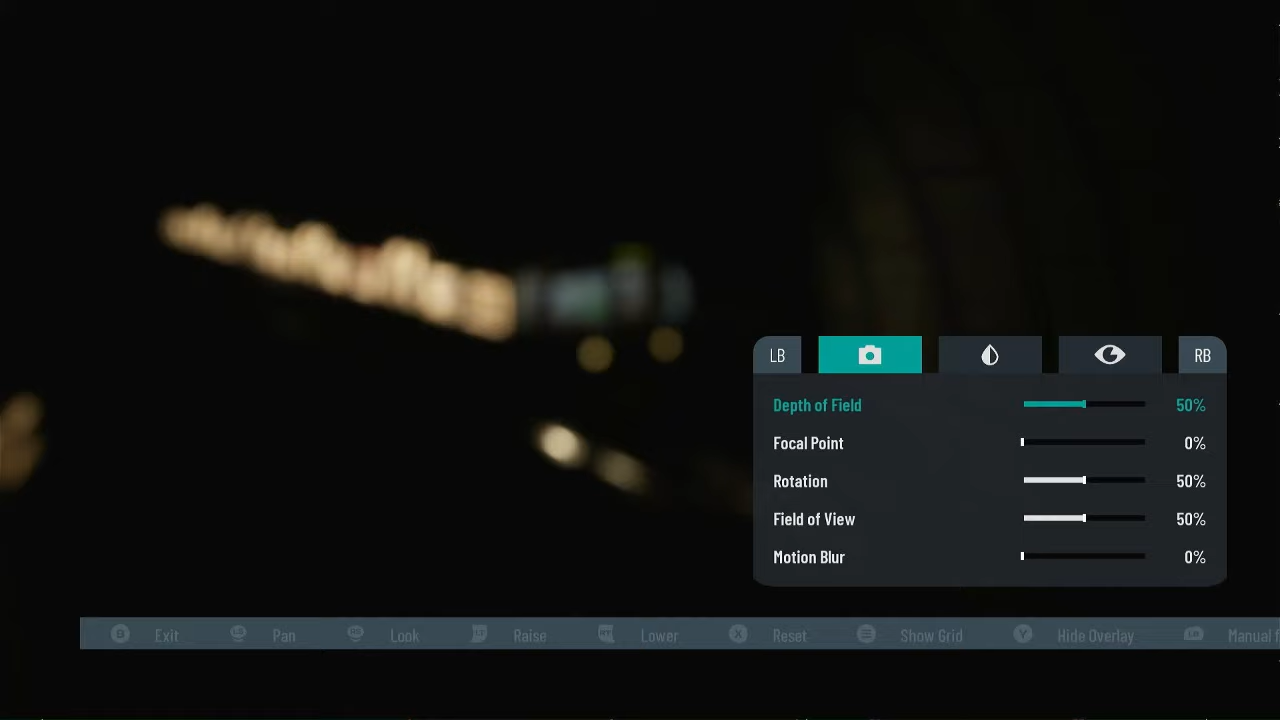 LB RB
Depth of Field 50%
Focal Point 0%
Rotation 50%
Field of View 50%
Motion Blur 0%
Exit Pan Look Raise Lower X Reset Show Grid Y Hide Overlay Manual f